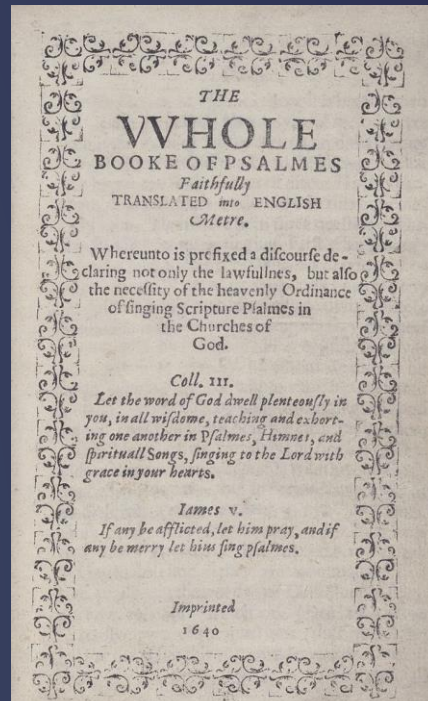 THE
VVHOLE
BOOKE OF PSALMES
Faithfully
TRANSLATED into ENGLISH
Metre.
Whereunto is prefixed a discourse de-
claring not only the lawfullnes, but also
the necessity of the heavenly Ordinance
of singing Scripture Psalmes in
the Churches of
God.
Coll. III.
Let the word of God dwell plenteously in
you, in all wisdome, teaching and exhort-
ing one another in Psalmes, Himnes, and
spirituall Songs, singing to the Lord with
grace in your hearts.
Iames v.
If any be afflicted, let him pray, and if
any be merry let him sing psalmes.
Imprinted
1640